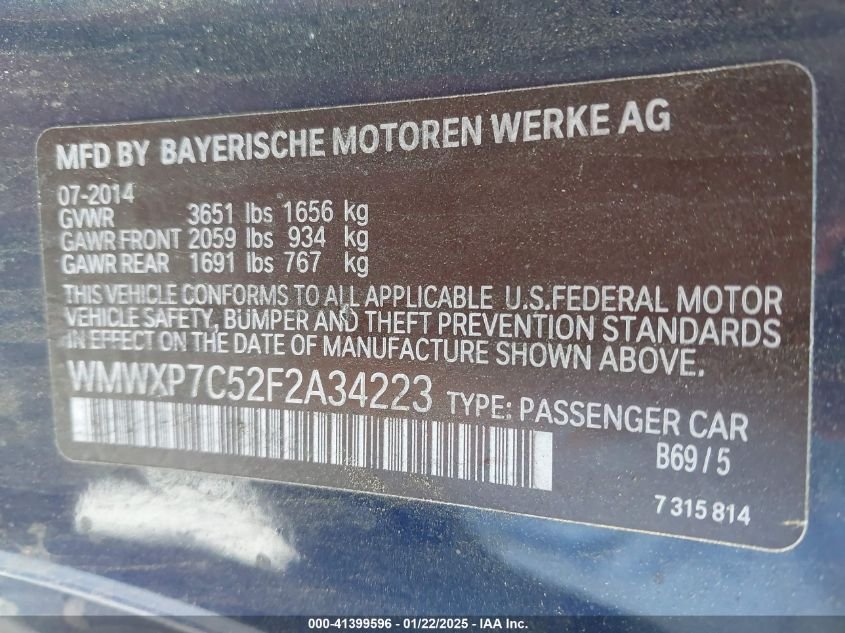 MFD BY BAYERISCHE MOTOREN WERKE AG
07-2014
GVWR 3651 lbs 1656 kg
GAWR FRONT 2059 lbs 934 kg
GAWR REAR 1691 lbs 767 kg
THIS VEHICLE CONFORMS TO ALL APPLICABLE U.S.FEDERAL MOTOR
VEHICLE SAFETY, BUMPER AND THEFT PREVENTION STANDARDS
IN EFFECT ON THE DATE OF MANUFACTURE SHOWN ABOVE.
WMWXP7C52F2A34223 TYPE: PASSENGER CAR
B69/5
7315814
000-41399596 - 01/22/2025 - IAA Inc.